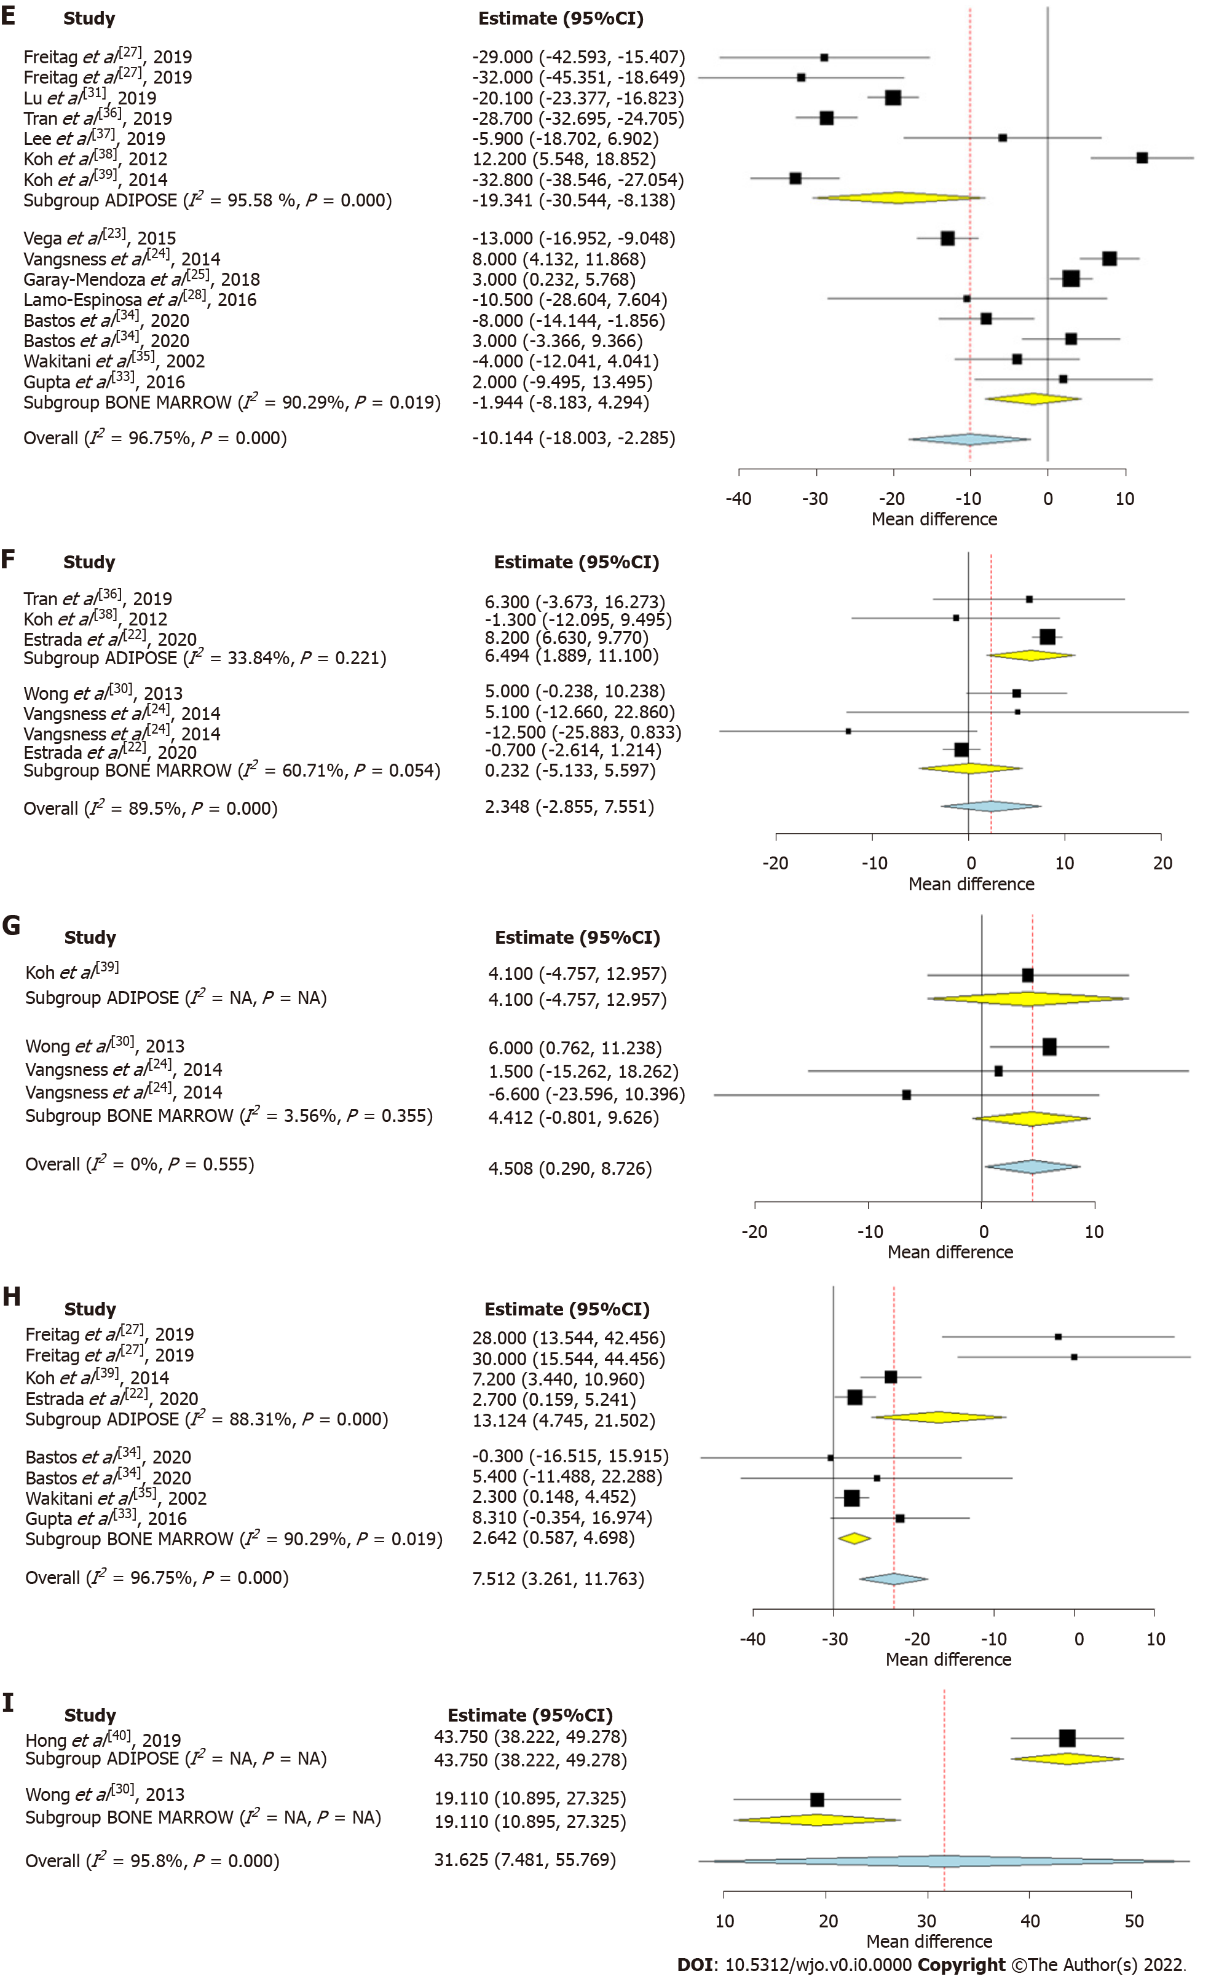 E Study Estimate (95%CI)
Freitag et al[27], 2019 -29.000 (-42.593, -15.407)
Freitag et al[27], 2019 -32.000 (-45.351, -18.649)
Lu et al[31], 2019 -20.100 (-23.377, -16.823)
Tran et al[36], 2019 -28.700 (-32.695, -24.705)
Lee et al[37], 2019 -5.900 (-18.702, 6.902)
Koh et al[38], 2012 12.200 (5.548, 18.852)
Koh et al[39], 2014 -32.800 (-38.546, -27.054)
Subgroup ADIPOSE (I2 = 95.58 %, P = 0.000) -19.341 (-30.544, -8.138)
Vega et al[23], 2015 -13.000 (-16.952, -9.048)
Vangsness et al[24], 2014 8.000 (4.132, 11.868)
Garay-Mendoza et al[25], 2018 3.000 (0.232, 5.768)
Lamo-Espinosa et al[28], 2016 -10.500 (-28.604, 7.604)
Bastos et al[34], 2020 -8.000 (-14.144, -1.856)
Bastos et al[34], 2020 3.000 (-3.366, 9.366)
Wakitani et al[35], 2002 -4.000 (-12.041, 4.041)
Gupta et al[33], 2016 2.000 (-9.495, 13.495)
Subgroup BONE MARROW (I2 = 90.29%, P = 0.019) -1.944 (-8.183, 4.294)
Overall (I2 = 96.75%, P = 0.000) -10.144 (-18.003, -2.285)
-40 -30 -20 -10 0 10
Mean difference
F Study Estimate (95%CI)
Tran et al[36], 2019 6.300 (-3.673, 16.273)
Koh et al[38], 2012 -1.300 (-12.095, 9.495)
Estrada et al[22], 2020 8.200 (6.630, 9.770)
Subgroup ADIPOSE (I2 = 33.84%, P = 0.221) 6.494 (1.889, 11.100)
Wong et al[30], 2013 5.000 (-0.238, 10.238)
Vangsness et al[24], 2014 5.100 (-12.660, 22.860)
Vangsness et al[24], 2014 -12.500 (-25.883, 0.833)
Estrada et al[22], 2020 -0.700 (-2.614, 1.214)
Subgroup BONE MARROW (I2 = 60.71%, P = 0.054) 0.232 (-5.133, 5.597)
Overall (I2 = 89.5%, P = 0.000) 2.348 (-2.855, 7.551)
-20 -10 0 10 20
Mean difference
G Study Estimate (95%CI)
Koh et al[39] 4.100 (-4.757, 12.957)
Subgroup ADIPOSE (I2 = NA, P = NA) 4.100 (-4.757, 12.957)
Wong et al[30], 2013 6.000 (0.762, 11.238)
Vangsness et al[24], 2014 1.500 (-15.262, 18.262)
Vangsness et al[24], 2014 -6.600 (-23.596, 10.396)
Subgroup BONE MARROW (I2 = 3.56%, P = 0.355) 4.412 (-0.801, 9.626)
Overall (I2 = 0%, P = 0.555) 4.508 (0.290, 8.726)
-20 -10 0 10
Mean difference
H Study Estimate (95%CI)
Freitag et al[27], 2019 28.000 (13.544, 42.456)
Freitag et al[27], 2019 30.000 (15.544, 44.456)
Koh et al[39], 2014 7.200 (3.440, 10.960)
Estrada et al[22], 2020 2.700 (0.159, 5.241)
Subgroup ADIPOSE (I2 = 88.31%, P = 0.000) 13.124 (4.745, 21.502)
Bastos et al[34], 2020 -0.300 (-16.515, 15.915)
Bastos et al[34], 2020 5.400 (-11.488, 22.288)
Wakitani et al[35], 2002 2.300 (0.148, 4.452)
Gupta et al[33], 2016 8.310 (-0.354, 16.974)
Subgroup BONE MARROW (I2 = 90.29%, P = 0.019) 2.642 (0.587, 4.698)
Overall (I2 = 96.75%, P = 0.000) 7.512 (3.261, 11.763)
-40 -30 -20 -10 0 10
Mean difference
I Study Estimate (95%CI)
Hong et al[40], 2019 43.750 (38.222, 49.278)
Subgroup ADIPOSE (I2 = NA, P = NA) 43.750 (38.222, 49.278)
Wong et al[30], 2013 19.110 (10.895, 27.325)
Subgroup BONE MARROW (I2 = NA, P = NA) 19.110 (10.895, 27.325)
Overall (I2 = 95.8%, P = 0.000) 31.625 (7.481, 55.769)
10 20 30 40 50
Mean difference
DOI: 10.5312/wjo.v0.i0.0000 Copyright ©The Author(s) 2022.